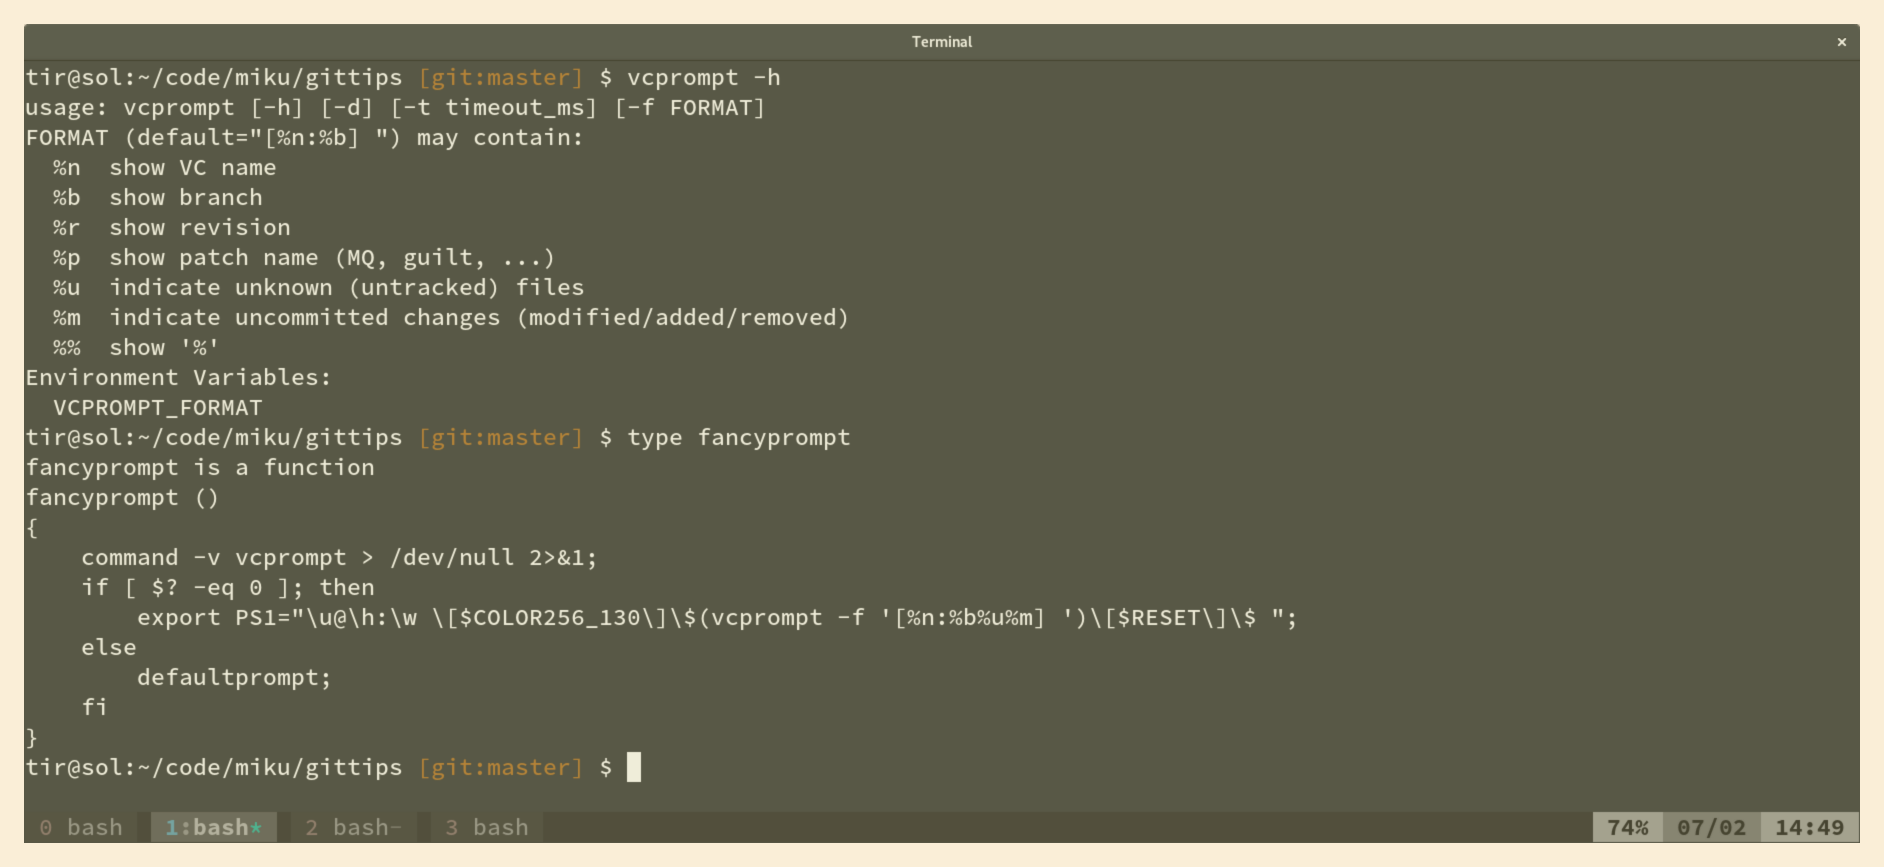 Terminal ×
tir@sol:~/code/miku/gittips [git:master] $ vcprompt -h
usage: vcprompt [-h] [-d] [-t timeout_ms] [-f FORMAT]
FORMAT (default="[%n:%b] ") may contain:
  %n  show VC name
  %b  show branch
  %r  show revision
  %p  show patch name (MQ, guilt, ...)
  %u  indicate unknown (untracked) files
  %m  indicate uncommitted changes (modified/added/removed)
  %%  show '%'
Environment Variables:
  VCPROMPT_FORMAT
tir@sol:~/code/miku/gittips [git:master] $ type fancyprompt
fancyprompt is a function
fancyprompt ()
{
    command -v vcprompt > /dev/null 2>&1;
    if [ $? -eq 0 ]; then
        export PS1="\u@\h:\w \[$COLOR256_130\]\$(vcprompt -f '[%n:%b%u%m] ')\[$RESET\]\$ ";
    else
        defaultprompt;
    fi
}
tir@sol:~/code/miku/gittips [git:master] $
0 bash  1:bash*  2 bash-  3 bash  74%  07/02  14:49